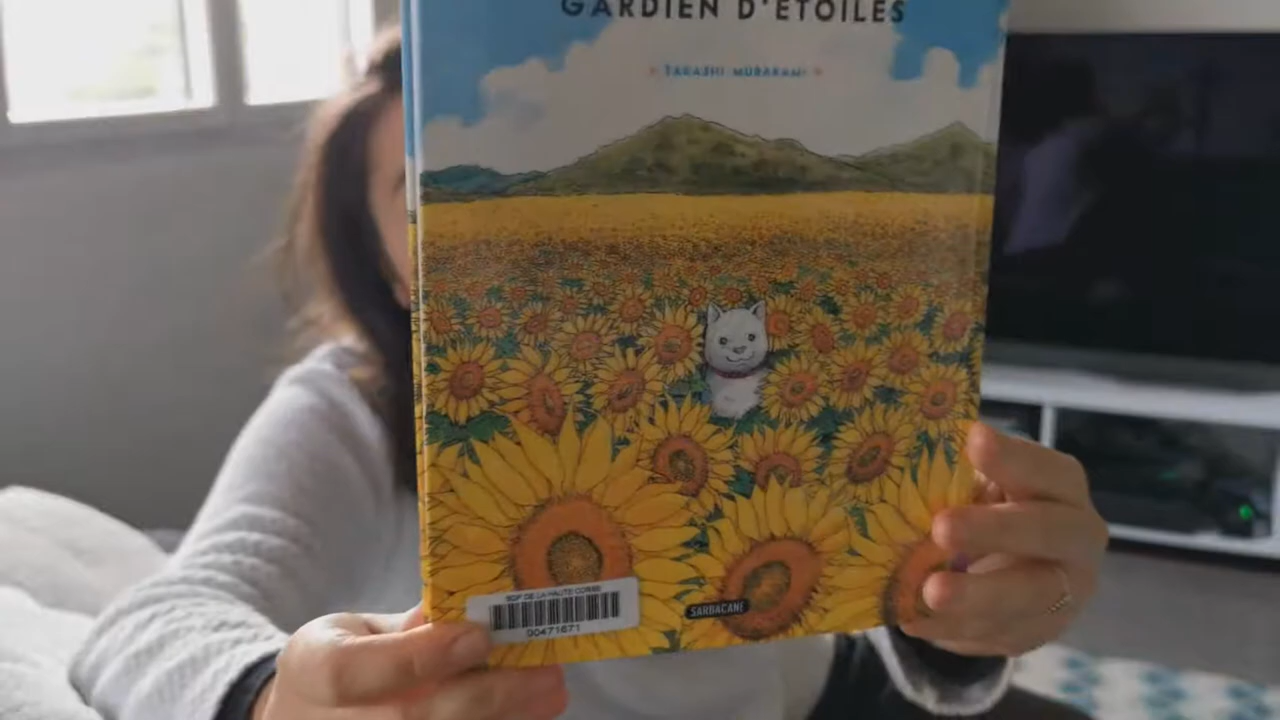 GARDIEN D'ÉTOILES
TAKASHI MURAKAMI
BDP DE LA HAUTE CORSE
00471671
SARBACANE